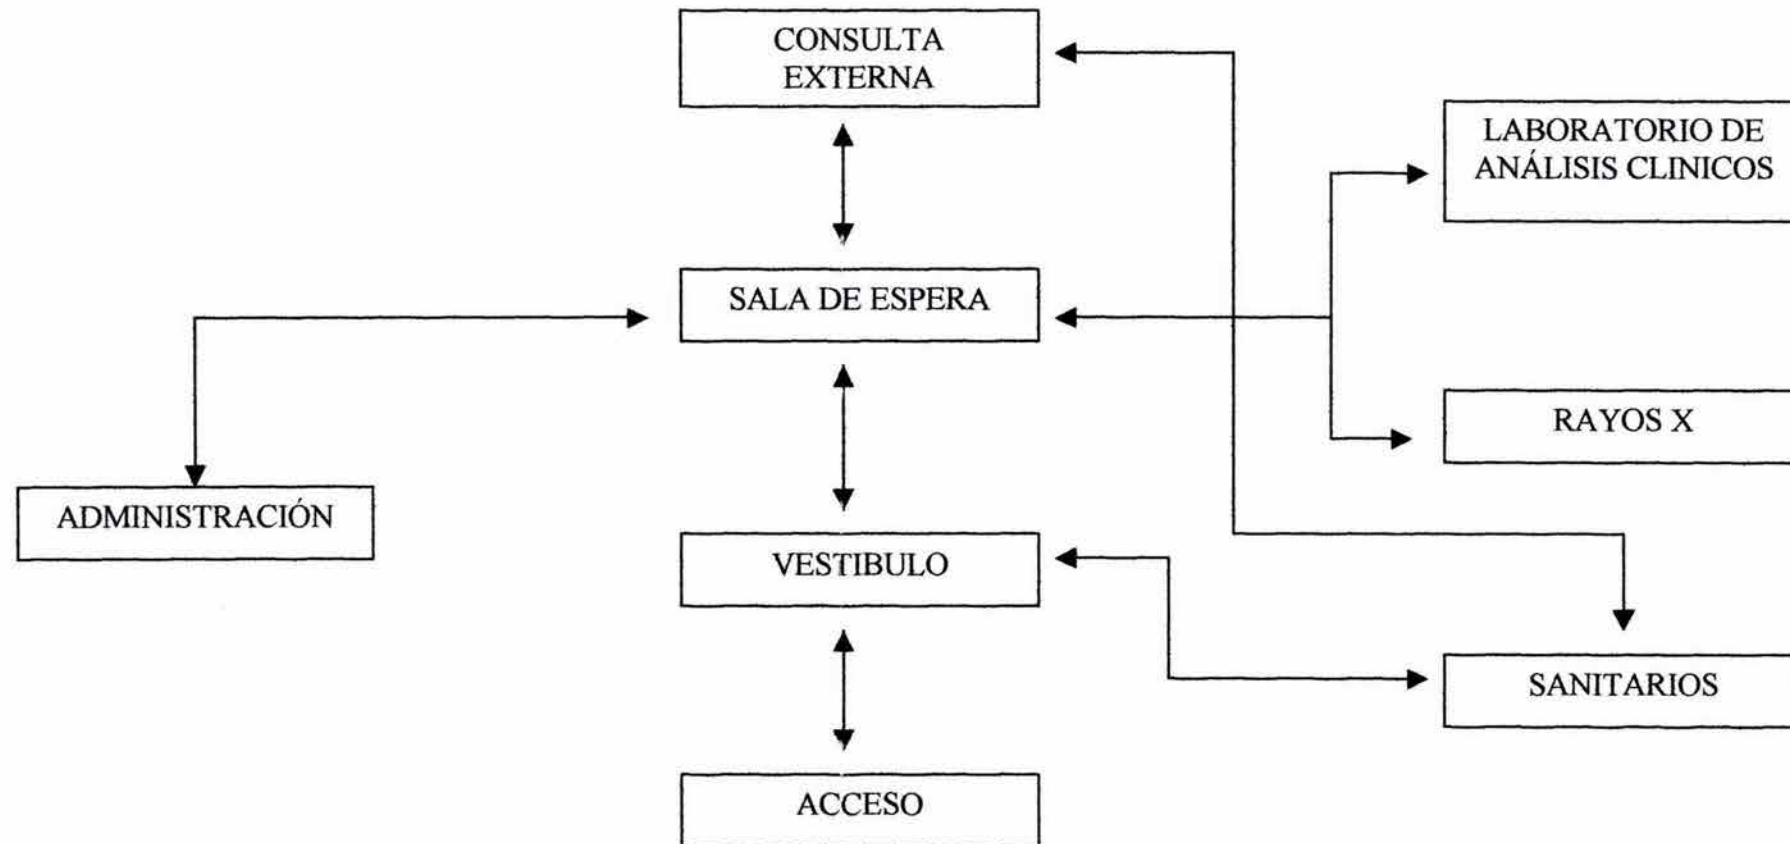 CONSULTA
EXTERNA
LABORATORIO DE
ANÁLISIS CLINICOS
SALA DE ESPERA
RAYOS X
ADMINISTRACIÓN
VESTIBULO
SANITARIOS
ACCESO